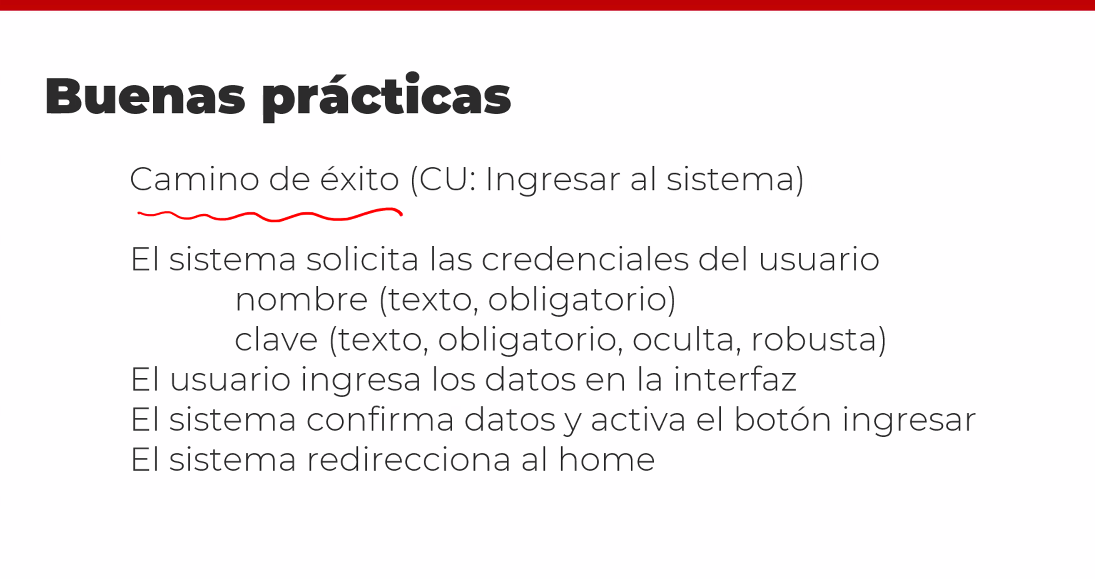 Buenas prácticas
Camino de éxito (CU: Ingresar al sistema)
El sistema solicita las credenciales del usuario
nombre (texto, obligatorio)
clave (texto, obligatorio, oculta, robusta)
El usuario ingresa los datos en la interfaz
El sistema confirma datos y activa el botón ingresar
El sistema redirecciona al home